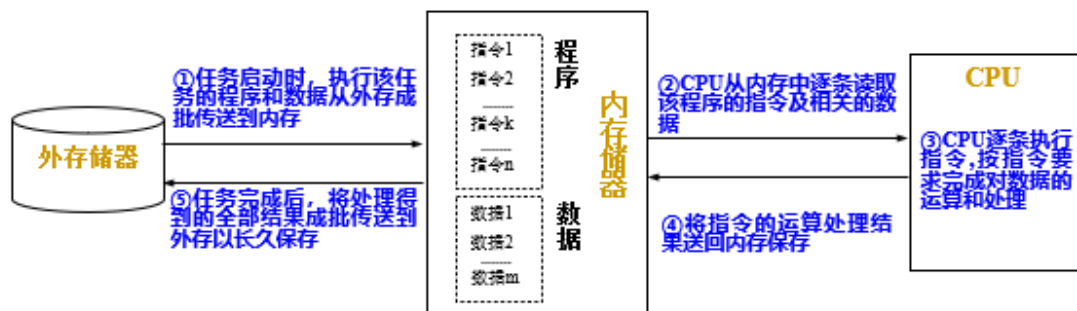 外存储器
①任务启动时，执行该任
务的程序和数据从外存成
批传送到内存
⑤任务完成后，将处理得
到的全部结果成批传送到
外存以长久保存
指令1
指令2
……
指令k
……
指令n
程序
数据1
数据2
……
数据m
数据
内存储器
②CPU从内存中逐条读取
该程序的指令及相关的数
据
④将指令的运算处理结
果送回内存保存
CPU
③CPU逐条执行
指令,按指令要
求完成对数据的
运算和处理